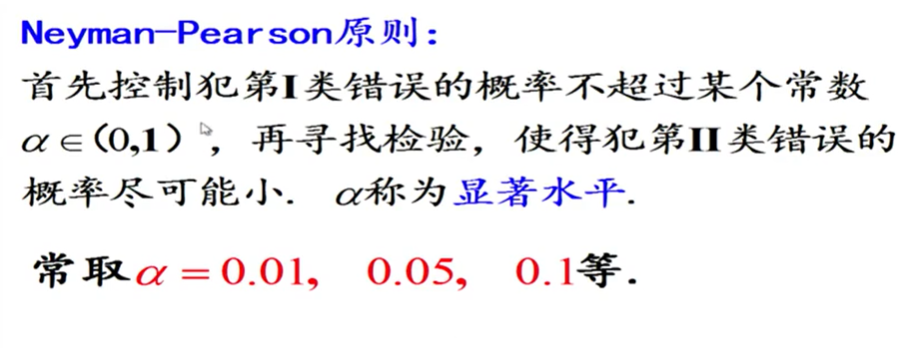 Neyman-Pearson原则:
首先控制犯第I类错误的概率不超过某个常数
α∈(0,1) , 再寻找检验, 使得犯第II类错误的
概率尽可能小. α称为显著水平.
常取α = 0.01, 0.05, 0.1等.